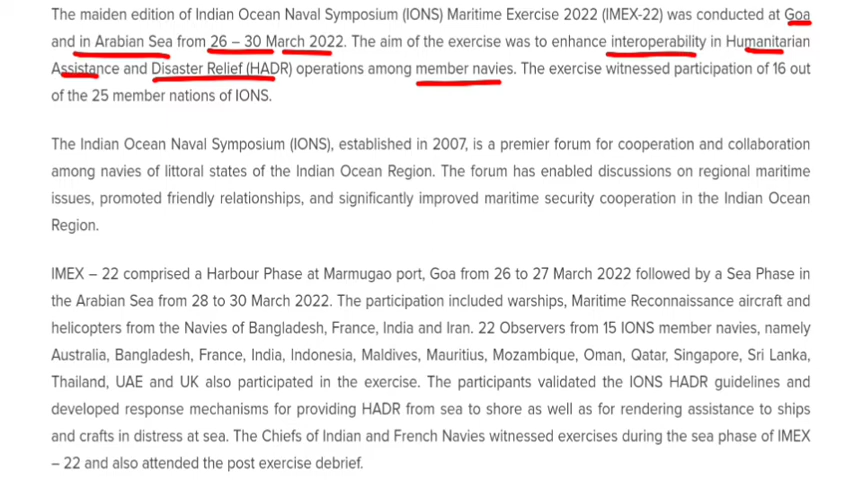 The maiden edition of Indian Ocean Naval Symposium (IONS) Maritime Exercise 2022 (IMEX-22) was conducted at Goa
and in Arabian Sea from 26 – 30 March 2022. The aim of the exercise was to enhance interoperability in Humanitarian
Assistance and Disaster Relief (HADR) operations among member navies. The exercise witnessed participation of 16 out
of the 25 member nations of IONS.
The Indian Ocean Naval Symposium (IONS), established in 2007, is a premier forum for cooperation and collaboration
among navies of littoral states of the Indian Ocean Region. The forum has enabled discussions on regional maritime
issues, promoted friendly relationships, and significantly improved maritime security cooperation in the Indian Ocean
Region.
IMEX – 22 comprised a Harbour Phase at Marmugao port, Goa from 26 to 27 March 2022 followed by a Sea Phase in
the Arabian Sea from 28 to 30 March 2022. The participation included warships, Maritime Reconnaissance aircraft and
helicopters from the Navies of Bangladesh, France, India and Iran. 22 Observers from 15 IONS member navies, namely
Australia, Bangladesh, France, India, Indonesia, Maldives, Mauritius, Mozambique, Oman, Qatar, Singapore, Sri Lanka,
Thailand, UAE and UK also participated in the exercise. The participants validated the IONS HADR guidelines and
developed response mechanisms for providing HADR from sea to shore as well as for rendering assistance to ships
and crafts in distress at sea. The Chiefs of Indian and French Navies witnessed exercises during the sea phase of IMEX
– 22 and also attended the post exercise debrief.